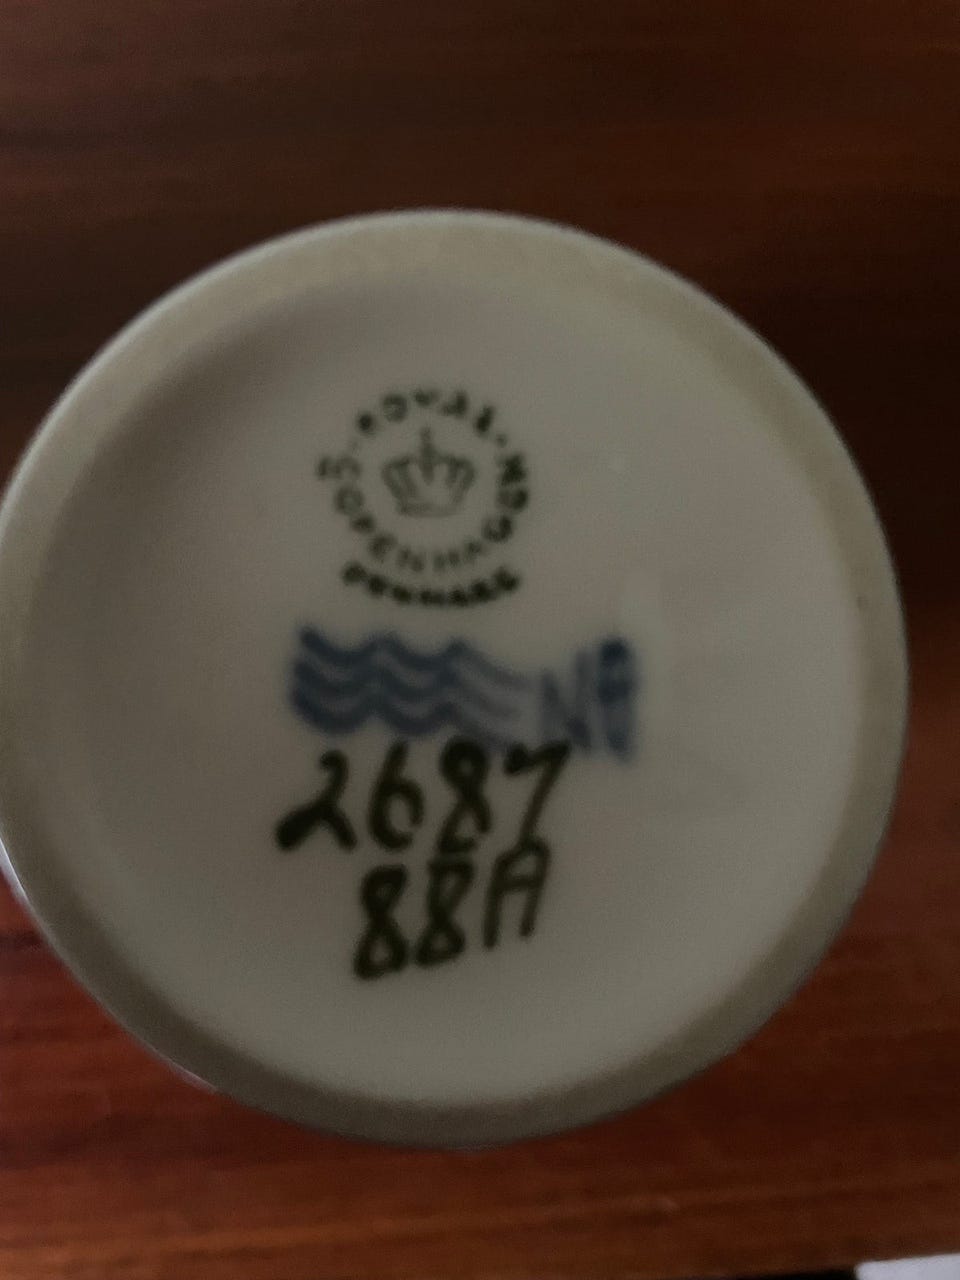 ROYAL
COPENHAGEN
DENMARK
2687
88A